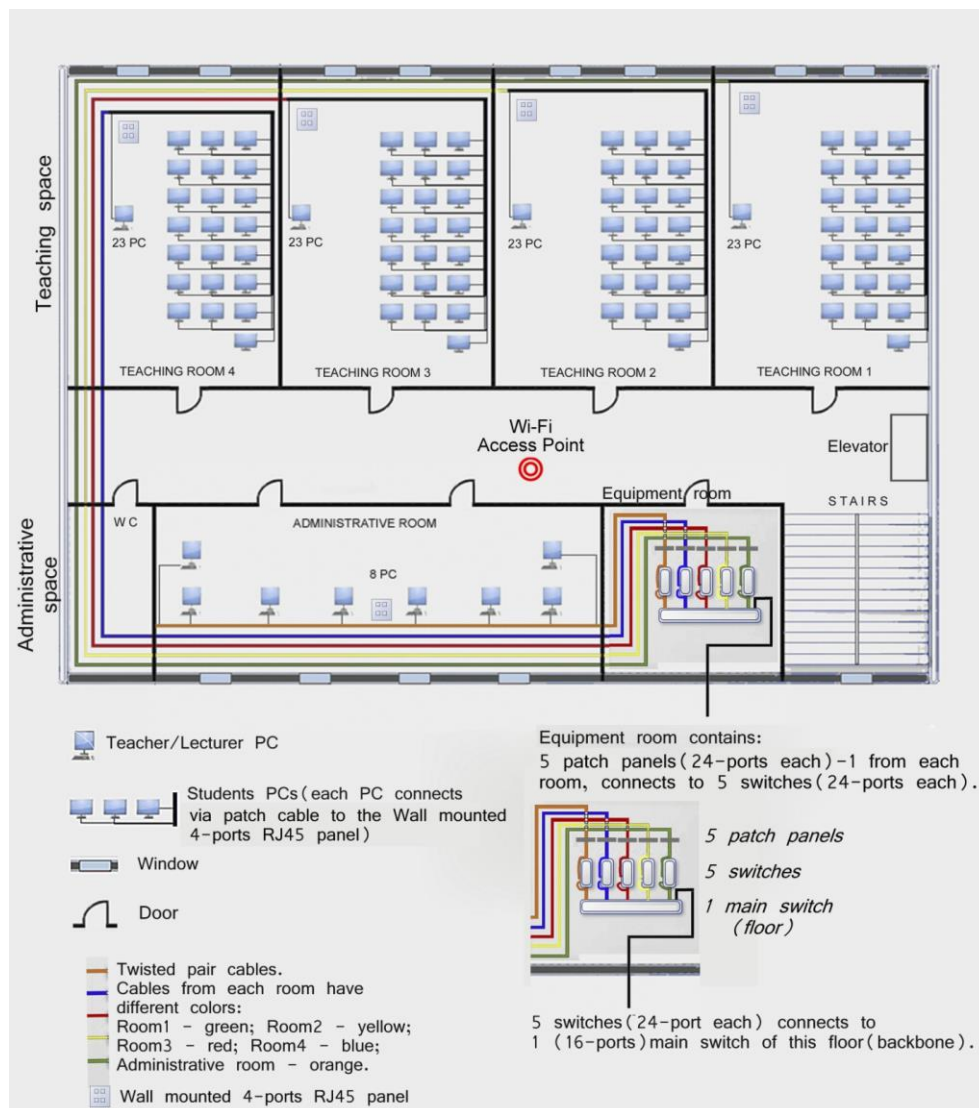 Teaching space
23 PC
23 PC
23 PC
23 PC
TEACHING ROOM 4
TEACHING ROOM 3
TEACHING ROOM 2
TEACHING ROOM 1
Wi-Fi
Access Point
Elevator
Administrative
space
W C
ADMINISTRATIVE ROOM
Equipment room
STAIRS
8 PC
Teacher/Lecturer PC
Students PCs(each PC connects
via patch cable to the Wall mounted
4-ports RJ45 panel)
Window
Door
Twisted pair cables.
Cables from each room have
different colors:
Room1 - green; Room2 - yellow;
Room3 - red; Room4 - blue;
Administrative room - orange.
Wall mounted 4-ports RJ45 panel
Equipment room contains:
5 patch panels(24-ports each)-1 from each
room, connects to 5 switches(24-ports each).
5 patch panels
5 switches
1 main switch
(floor)
5 switches(24-port each) connects to
1 (16-ports)main switch of this floor(backbone).